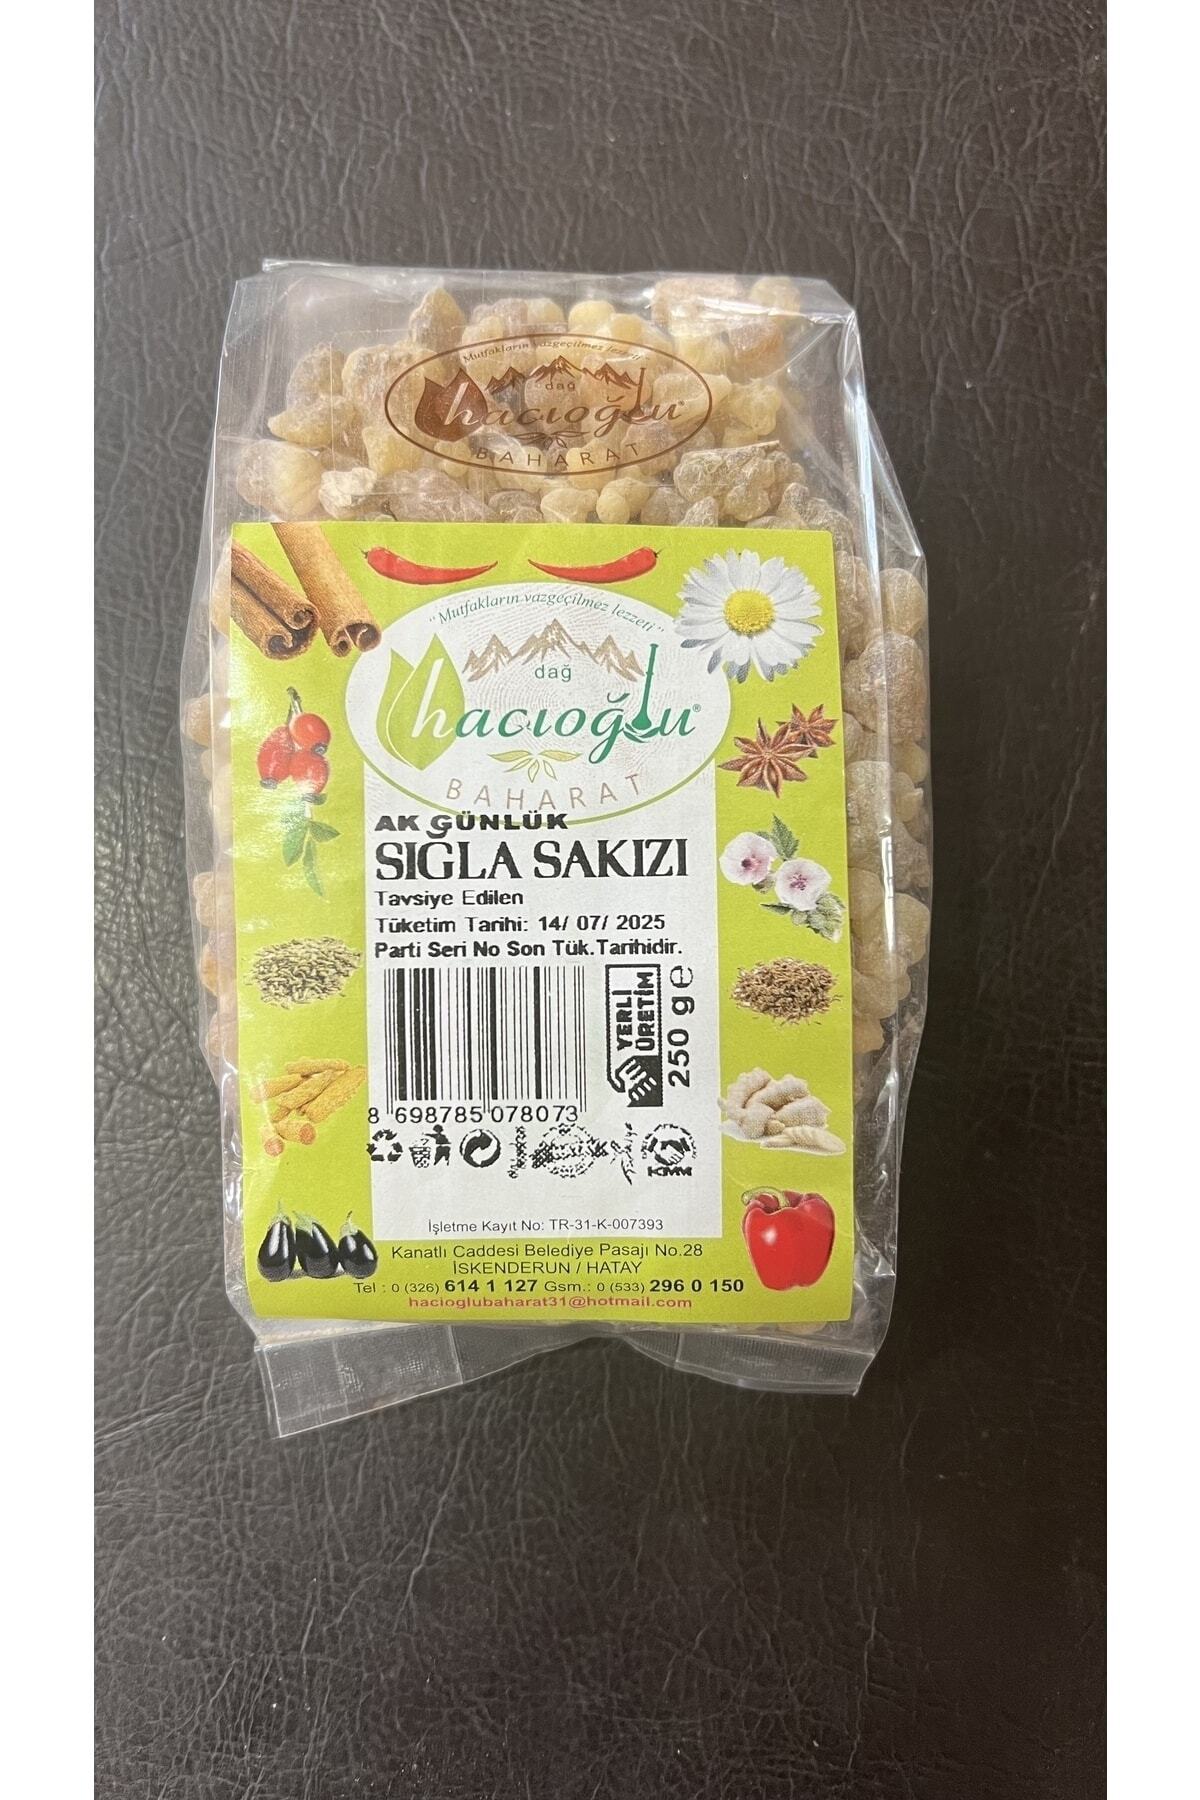 Mutfakların vazgeçilmez lezzeti
dağ
hacıoğlu®
BAHARAT
"Mutfakların vazgeçilmez lezzeti"
dağ
hacıoğlu®
BAHARAT
AK GÜNLÜK
SIĞLA SAKIZI
Tavsiye Edilen
Tüketim Tarihi: 14/ 07/ 2025
Parti Seri No Son Tük.Tarihidir.
YERLİ
ÜRETİM
250 g e
8 698785 078073
İşletme Kayıt No: TR-31-K-007393
Kanatlı Caddesi Belediye Pasajı No.28
İSKENDERUN / HATAY
Tel : 0 (326) 614 1 127 Gsm.: 0 (533) 296 0 150
hacioglubaharat31@hotmail.com